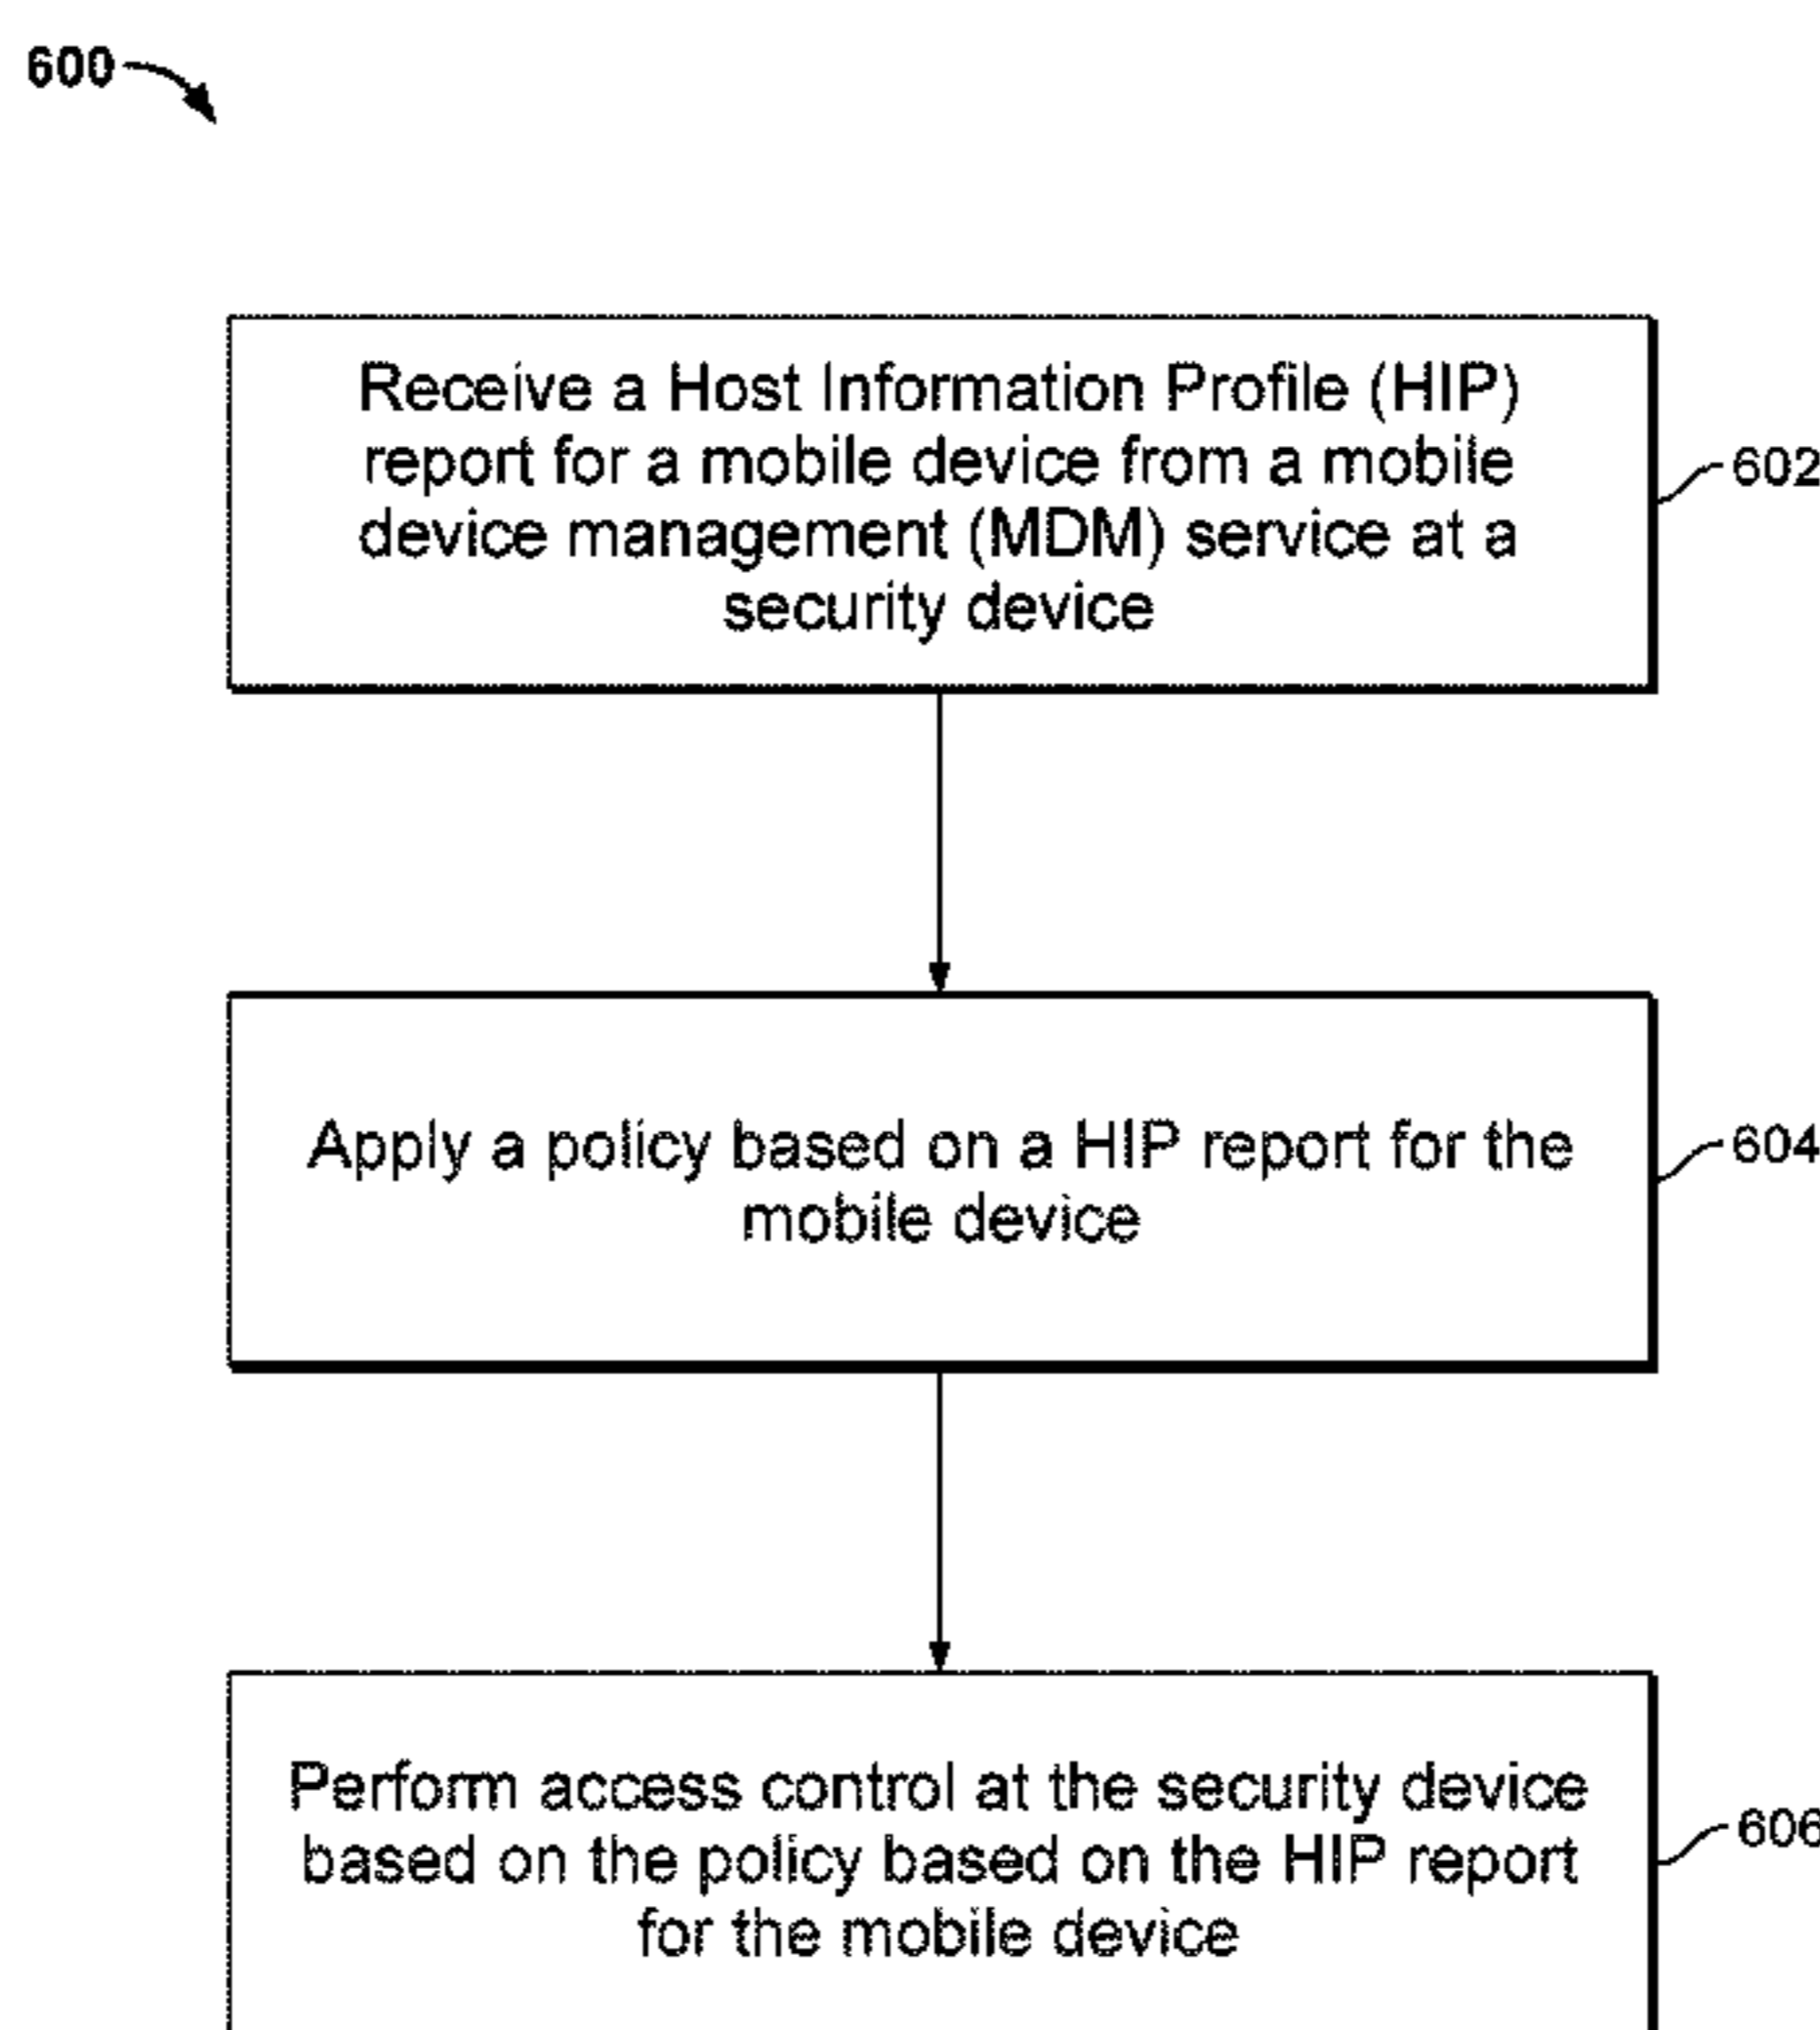 600
Receive a Host Information Profile (HIP)
report for a mobile device from a mobile
device management (MDM) service at a
security device
602
Apply a policy based on a HIP report for the
mobile device
604
Perform access control at the security device
based on the policy based on the HIP report
for the mobile device
606